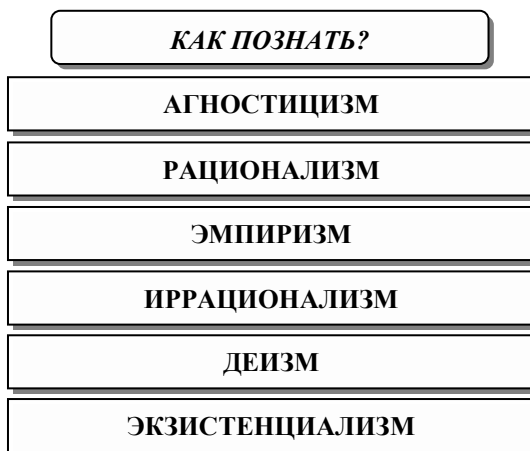 КАК ПОЗНАТЬ?
АГНОСТИЦИЗМ
РАЦИОНАЛИЗМ
ЭМПИРИЗМ
ИРРАЦИОНАЛИЗМ
ДЕИЗМ
ЭКЗИСТЕНЦИАЛИЗМ